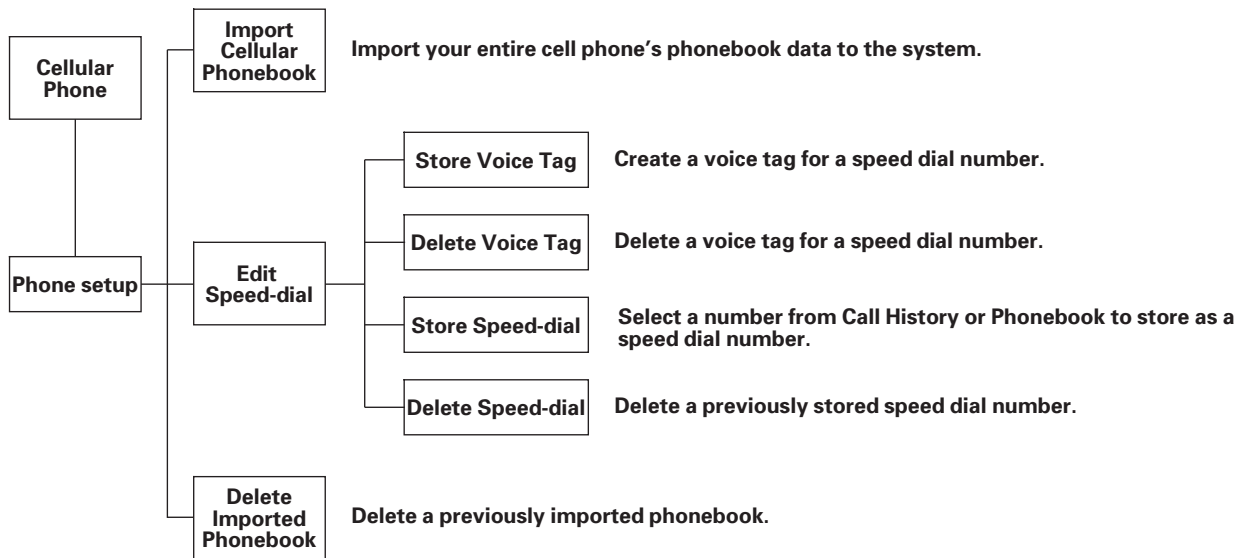 Cellular
Phone
Phone setup
Import
Cellular
Phonebook
Import your entire cell phone's phonebook data to the system.
Edit
Speed-dial
Store Voice Tag
Create a voice tag for a speed dial number.
Delete Voice Tag
Delete a voice tag for a speed dial number.
Store Speed-dial
Select a number from Call History or Phonebook to store as a
speed dial number.
Delete Speed-dial
Delete a previously stored speed dial number.
Delete
Imported
Phonebook
Delete a previously imported phonebook.